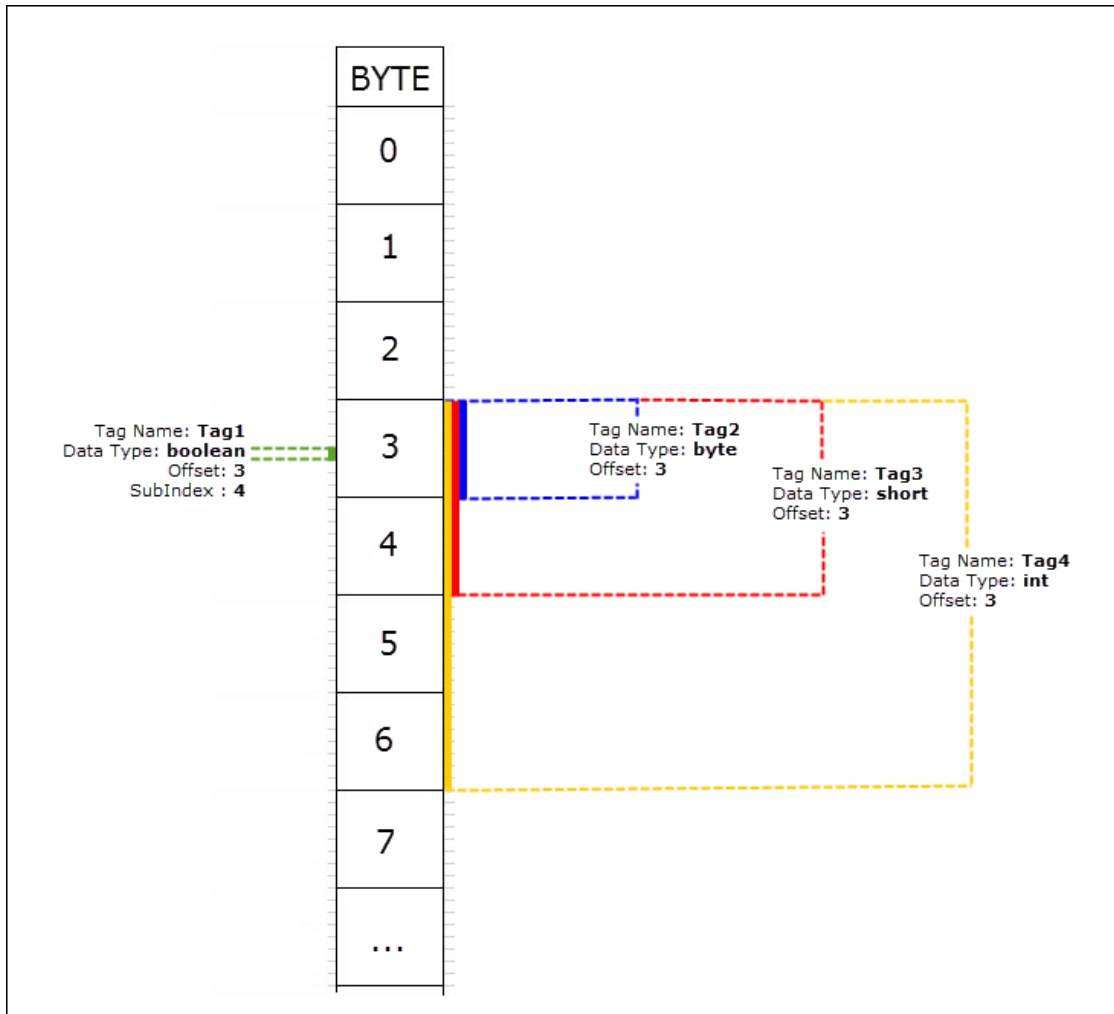 BYTE
0
1
2
3
4
5
6
7
...
Tag Name: Tag1
Data Type: boolean
Offset: 3
SubIndex : 4
Tag Name: Tag2
Data Type: byte
Offset: 3
Tag Name: Tag3
Data Type: short
Offset: 3
Tag Name: Tag4
Data Type: int
Offset: 3